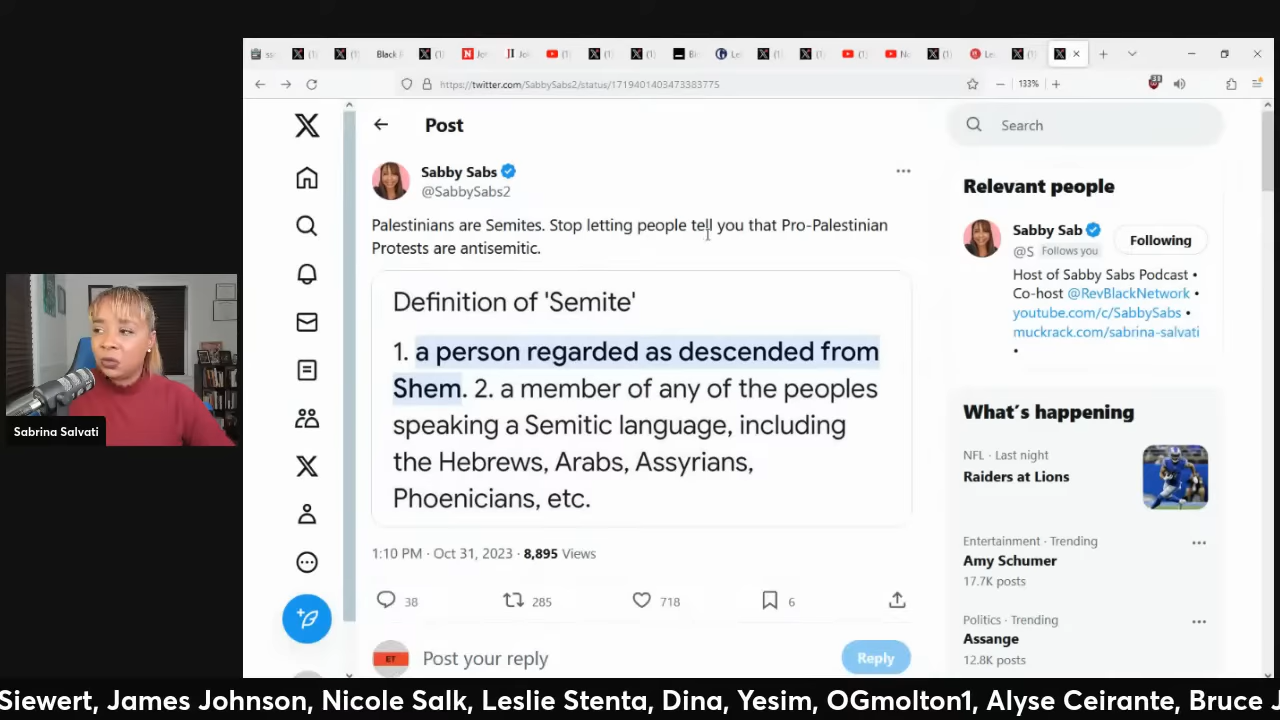 Black
https://twitter.com/SabbySabs2/status/1719401403473383775
133%
Post
Search
Sabby Sabs
@SabbySabs2
Palestinians are Semites. Stop letting people tell you that Pro-Palestinian
Protests are antisemitic.
Definition of 'Semite'
1. a person regarded as descended from
Shem. 2. a member of any of the peoples
speaking a Semitic language, including
the Hebrews, Arabs, Assyrians,
Phoenicians, etc.
1:10 PM · Oct 31, 2023 · 8,895 Views
38
285
718
6
ET
Post your reply
Reply
Relevant people
Sabby Sab
@S Follows you
Following
Host of Sabby Sabs Podcast •
Co-host @RevBlackNetwork •
youtube.com/c/SabbySabs •
muckrack.com/sabrina-salvati
•
What's happening
NFL · Last night
Raiders at Lions
Entertainment · Trending
Amy Schumer
17.7K posts
Politics · Trending
Assange
12.8K posts
Sabrina Salvati
Siewert, James Johnson, Nicole Salk, Leslie Stenta, Dina, Yesim, OGmolton1, Alyse Ceirante, Bruce J